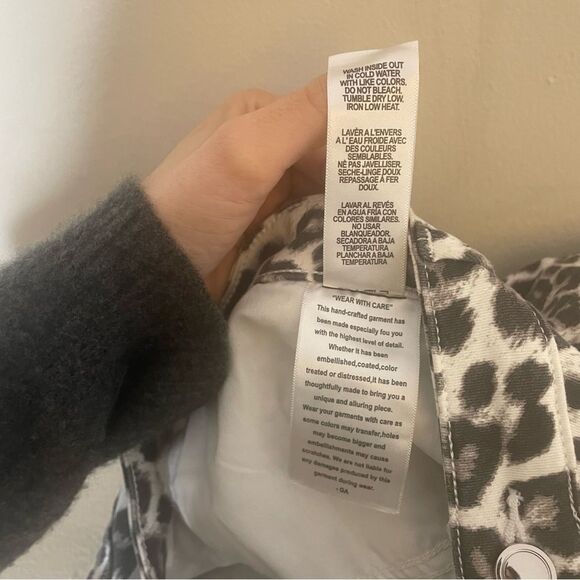 WASH INSIDE OUT
IN COLD WATER
WITH LIKE COLORS.
DO NOT BLEACH.
TUMBLE DRY LOW.
IRON LOW HEAT.
LAVÉR A L'ENVERS
A L' EAU FROIDE AVEC
DES COULEURS
SEMBLABLES.
NÉ PAS JAVELLISER.
SECHE-LINGE DOUX
REPASSAGE A FER
DOUX.
LAVAR AL REVÉS
EN AGUA FRÍA CON
COLORES SIMILARES.
NO USAR
BLANQUEADOR.
SECADORA A BAJA
TEMPERATURA
PLANCHAR A BAJA
TEMPERATURA
"WEAR WITH CARE"
This hand-crafted garment has
been made especially fou you
with the highest level of detail.
Whether it has been
embellished,coated,color
treated or distressed,it has been
thoughtfully made to bring you a
unique and alluring piece.
Wear your garments with care as
some colors may transfer,holes
may become bigger and
embellishments may cause
scratches. We are not liable for
any damages produced by this
garment during wear.